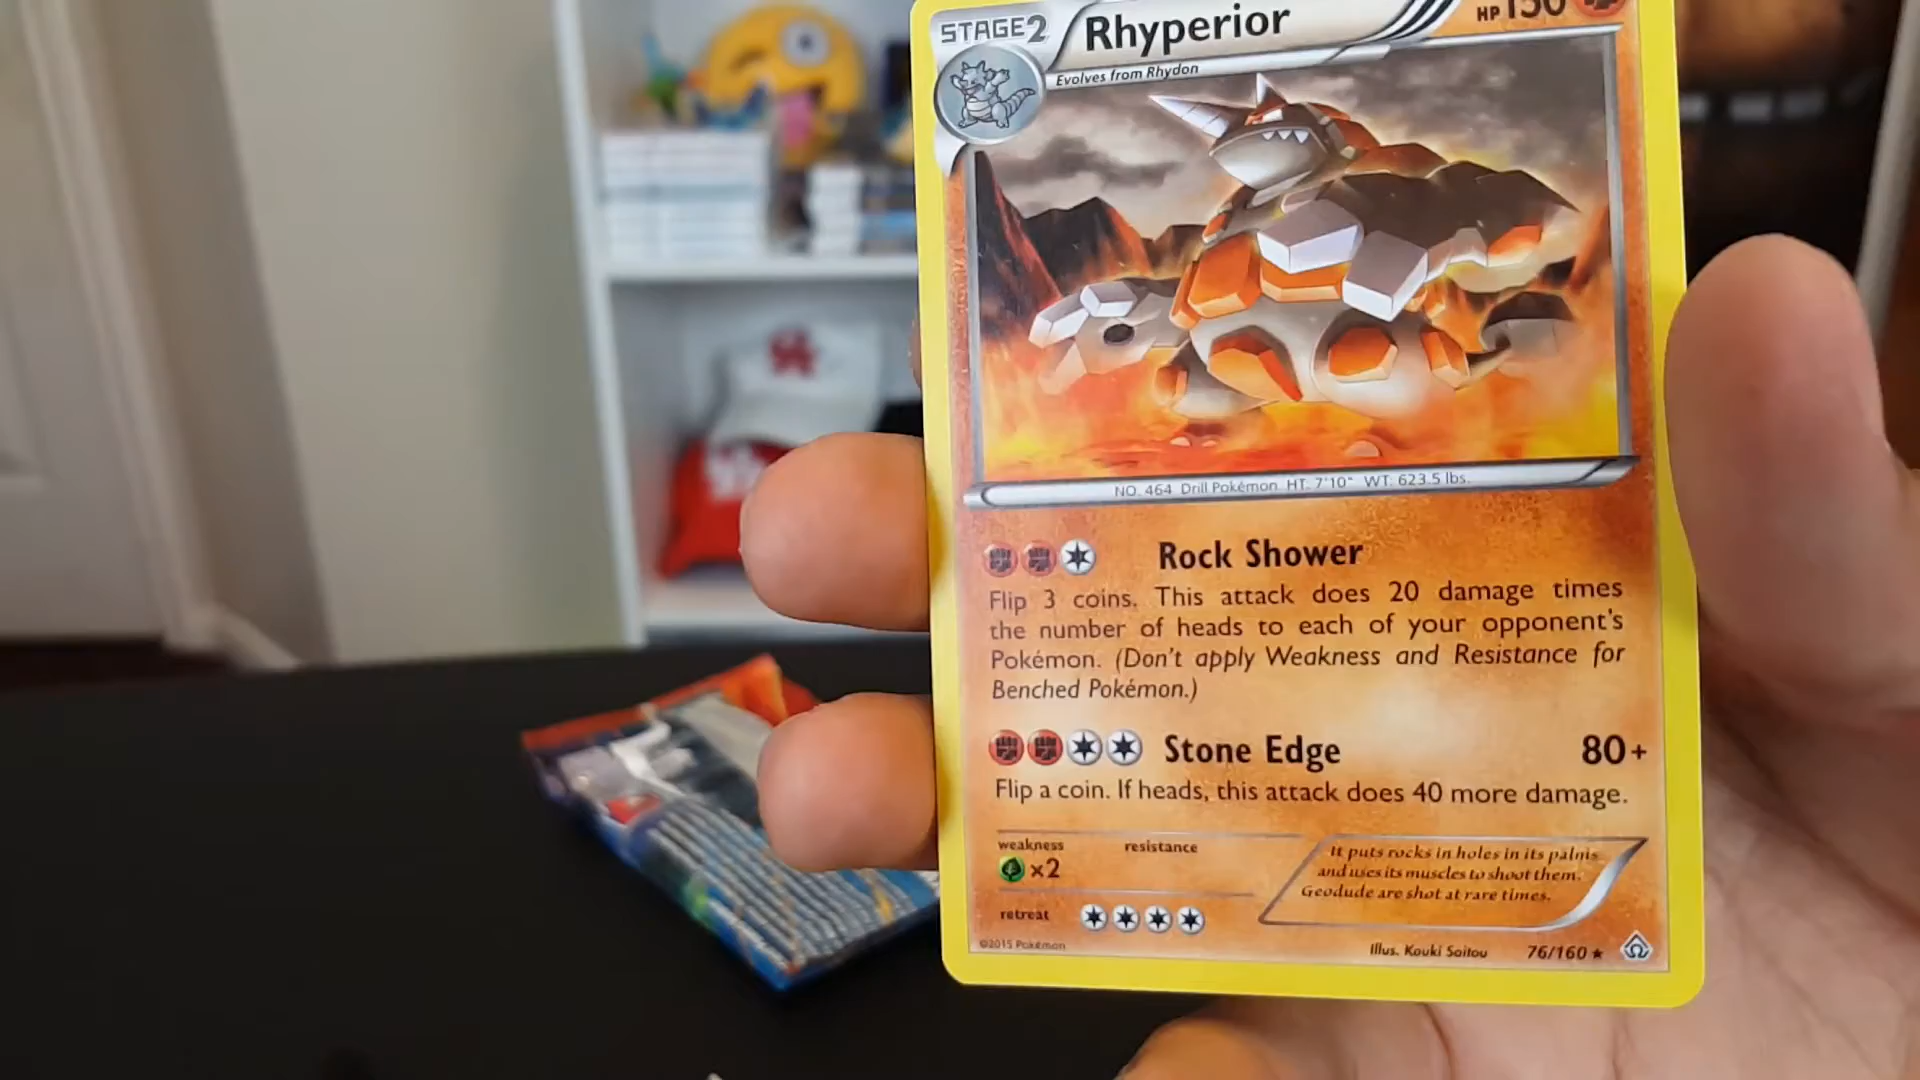 STAGE2
Rhyperior
HP 150
Evolves from Rhydon
NO. 464 Drill Pokémon HT. 7'10" WT. 623.5 lbs.
Rock Shower
Flip 3 coins. This attack does 20 damage times
the number of heads to each of your opponent's
Pokémon. (Don't apply Weakness and Resistance for
Benched Pokémon.)
Stone Edge 80+
Flip a coin. If heads, this attack does 40 more damage.
weakness resistance
×2
It puts rocks in holes in its palms
and uses its muscles to shoot them.
Geodude are shot at rare times.
retreat
©2015 Pokémon
Illus. Kouki Saitou 76/160